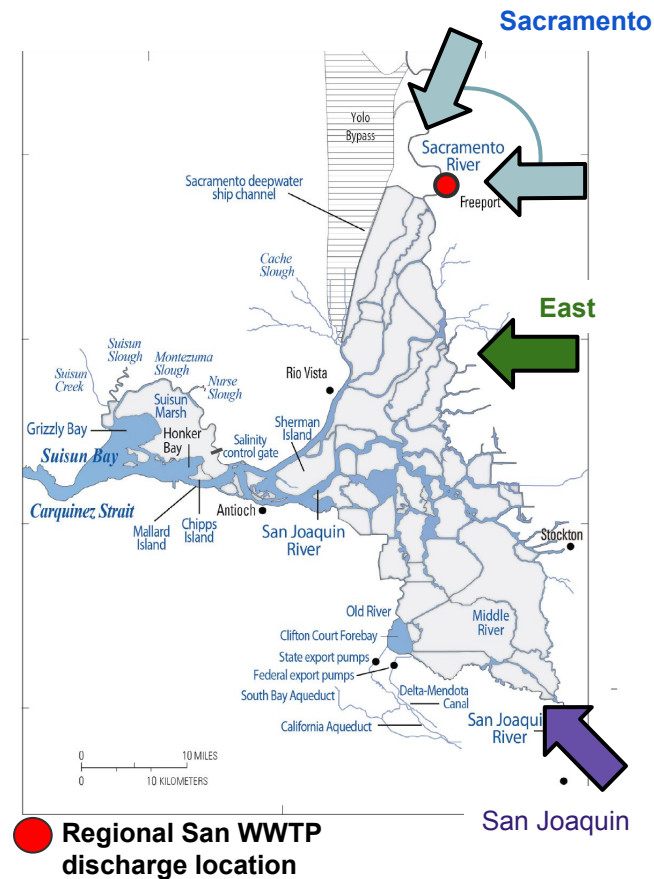 Sacramento
Yolo
Bypass
Sacramento
River
Sacramento deepwater
ship channel
Freeport
Cache
Slough
East
Suisun
Slough
Montezuma
Slough
Suisun
Creek
Nurse
Slough
Rio Vista
Suisun
Marsh
Grizzly Bay
Honker
Bay
Sherman
Island
Salinity
control gate
Suisun Bay
Carquinez Strait
Mallard
Island
Chipps
Island
Antioch
San Joaquin
River
Stockton
Old River
Middle
River
Clifton Court Forebay
State export pumps
Federal export pumps
South Bay Aqueduct
Delta-Mendota
Canal
California Aqueduct
San Joaqui
River
0 10 MILES
0 10 KILOMETERS
San Joaquin
Regional San WWTP
discharge location